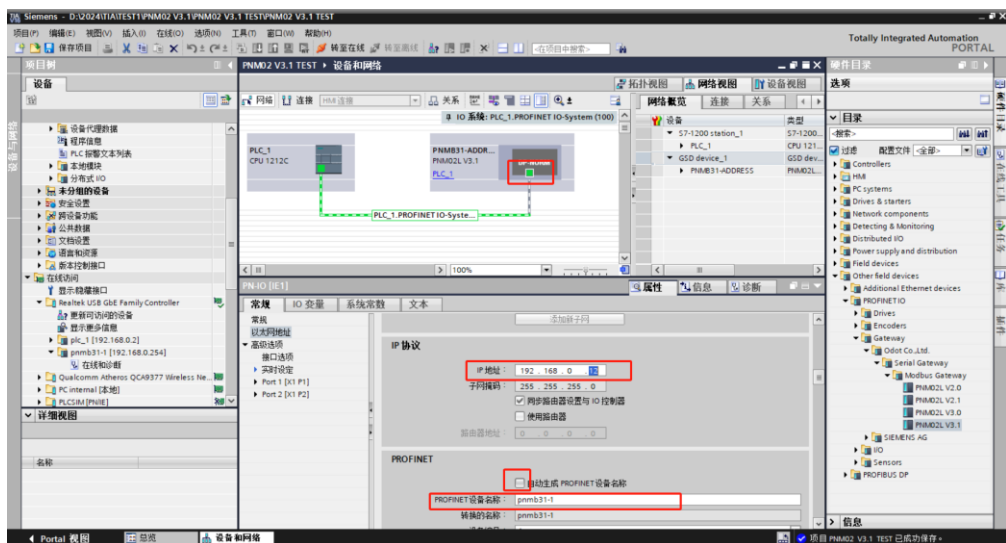 Siemens - D:\2024\TIA\TEST1\PNM02 V3.1\PNM02 V3.1 TEST\PNM02 V3.1 TEST
项目(P) 编辑(E) 视图(V) 插入(I) 在线(O) 选项(N) 工具(T) 窗口(W) 帮助(H)
Totally Integrated Automation
PORTAL
保存项目 转至在线 转至离线 <在项目中搜索>
项目树
PNM02 V3.1 TEST ▸ 设备和网络
硬件目录
设备
拓扑视图 网络视图 设备视图
选项
网络 连接 HMI 连接 关系
网络概览 连接 关系
IO 系统: PLC_1.PROFINET IO-System (100)
设备 类型
S7-1200 station_1 S7-1200...
PLC_1 CPU 121...
GSD device_1 GSD dev...
PNMB31-ADDRESS PNM02L...
目录
<搜索>
过滤 配置文件 <全部>
Controllers
HMI
PC systems
Drives & starters
Network components
Detecting & Monitoring
Distributed I/O
Power supply and distribution
Field devices
Other field devices
Additional Ethernet devices
PROFINET IO
Drives
Encoders
Gateway
Odot Co.,Ltd.
Serial Gateway
Modbus Gateway
PNM02L V2.0
PNM02L V2.1
PNM02L V3.0
PNM02L V3.1
SIEMENS AG
I/O
Sensors
PROFIBUS DP
信息
设备代理数据
程序信息
PLC 报警文本列表
本地模块
分布式 I/O
未分组的设备
安全设置
跨设备功能
公共数据
文档设置
语言和资源
版本控制接口
在线访问
显示/隐藏接口
Realtek USB GbE Family Controller
更新可访问的设备
显示更多信息
plc_1 [192.168.0.2]
pnmb31-1 [192.168.0.254]
在线和诊断
Qualcomm Atheros QCA9377 Wireless Ne...
PC internal [本地]
PLCSIM [PN/IE]
详细视图
名称
PLC_1
CPU 1212C
PNMB31-ADDR...
PNM02L V3.1
PLC_1
DP-NORM
PLC_1.PROFINET IO-Syste...
100%
PN-IO [IE1]
属性 信息 诊断
常规 IO 变量 系统常数 文本
常规
以太网地址
高级选项
接口选项
实时设定
Port 1 [X1 P1]
Port 2 [X1 P2]
添加新子网
IP 协议
IP 地址: 192 . 168 . 0 . 12
子网掩码: 255 . 255 . 255 . 0
同步路由器设置与 IO 控制器
使用路由器
路由器地址: 0 . 0 . 0 . 0
PROFINET
自动生成 PROFINET 设备名称
PROFINET 设备名称: pnmb31-1
转换的名称: pnmb31-1
Portal 视图 总览 设备和网络
项目 PNM02 V3.1 TEST 已成功保存。